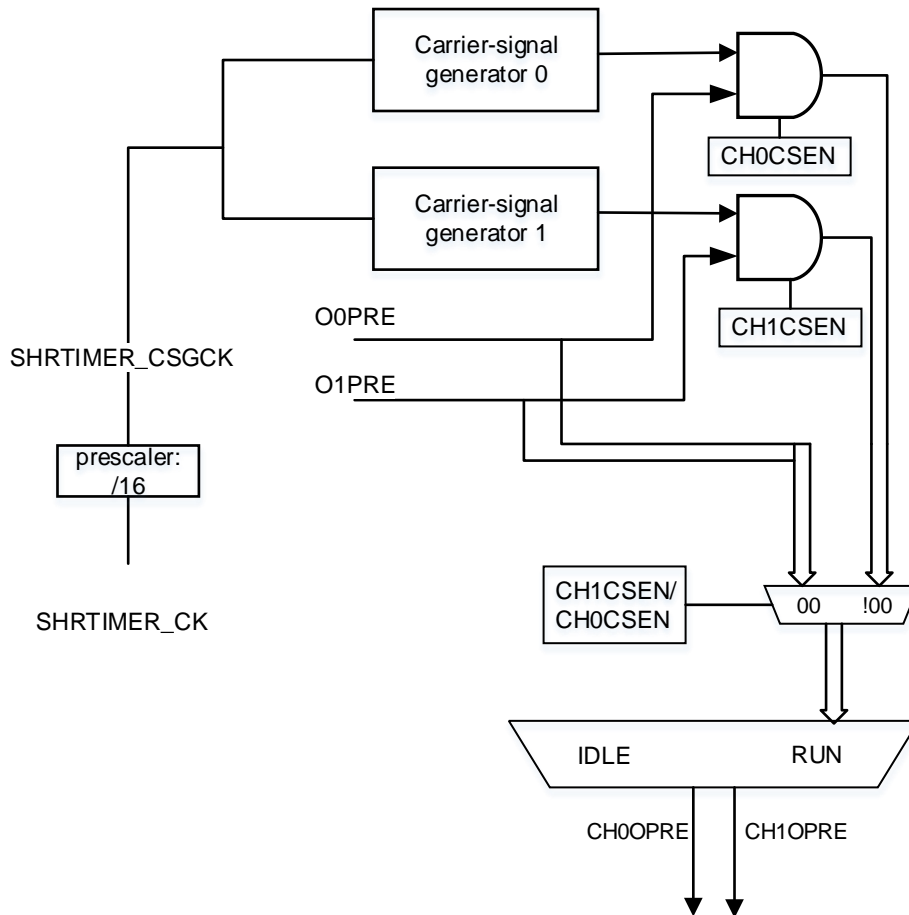 Carrier-signal
generator 0
CH0CSEN
Carrier-signal
generator 1
O0PRE
CH1CSEN
SHRTIMER_CSGCK
O1PRE
prescaler:
/16
SHRTIMER_CK
CH1CSEN/
CH0CSEN
00 !00
IDLE RUN
CH0OPRE CH1OPRE